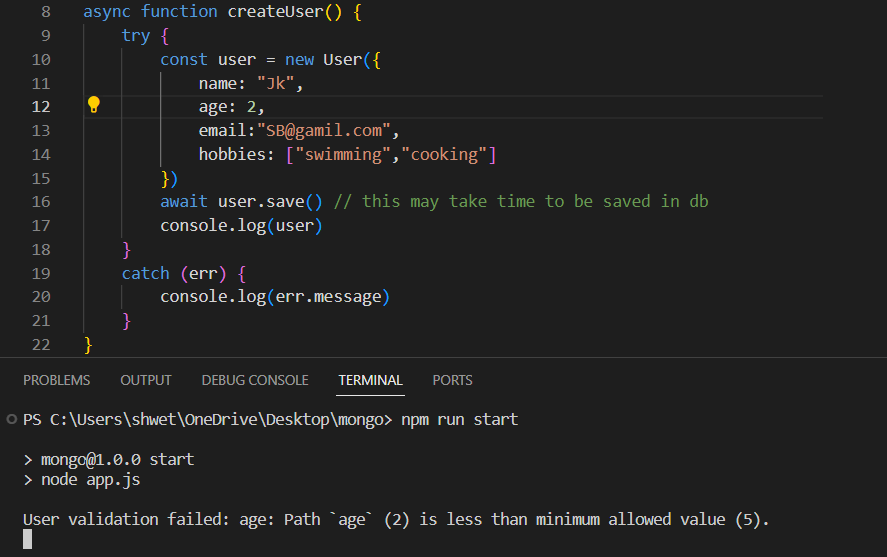 8 async function createUser() {
9 try {
10 const user = new User({
11 name: "Jk",
12 age: 2,
13 email:"SB@gamil.com",
14 hobbies: ["swimming","cooking"]
15 })
16 await user.save() // this may take time to be saved in db
17 console.log(user)
18 }
19 catch (err) {
20 console.log(err.message)
21 }
22 }
PROBLEMS OUTPUT DEBUG CONSOLE TERMINAL PORTS
PS C:\Users\shwet\OneDrive\Desktop\mongo> npm run start
> mongo@1.0.0 start
> node app.js
User validation failed: age: Path `age` (2) is less than minimum allowed value (5).